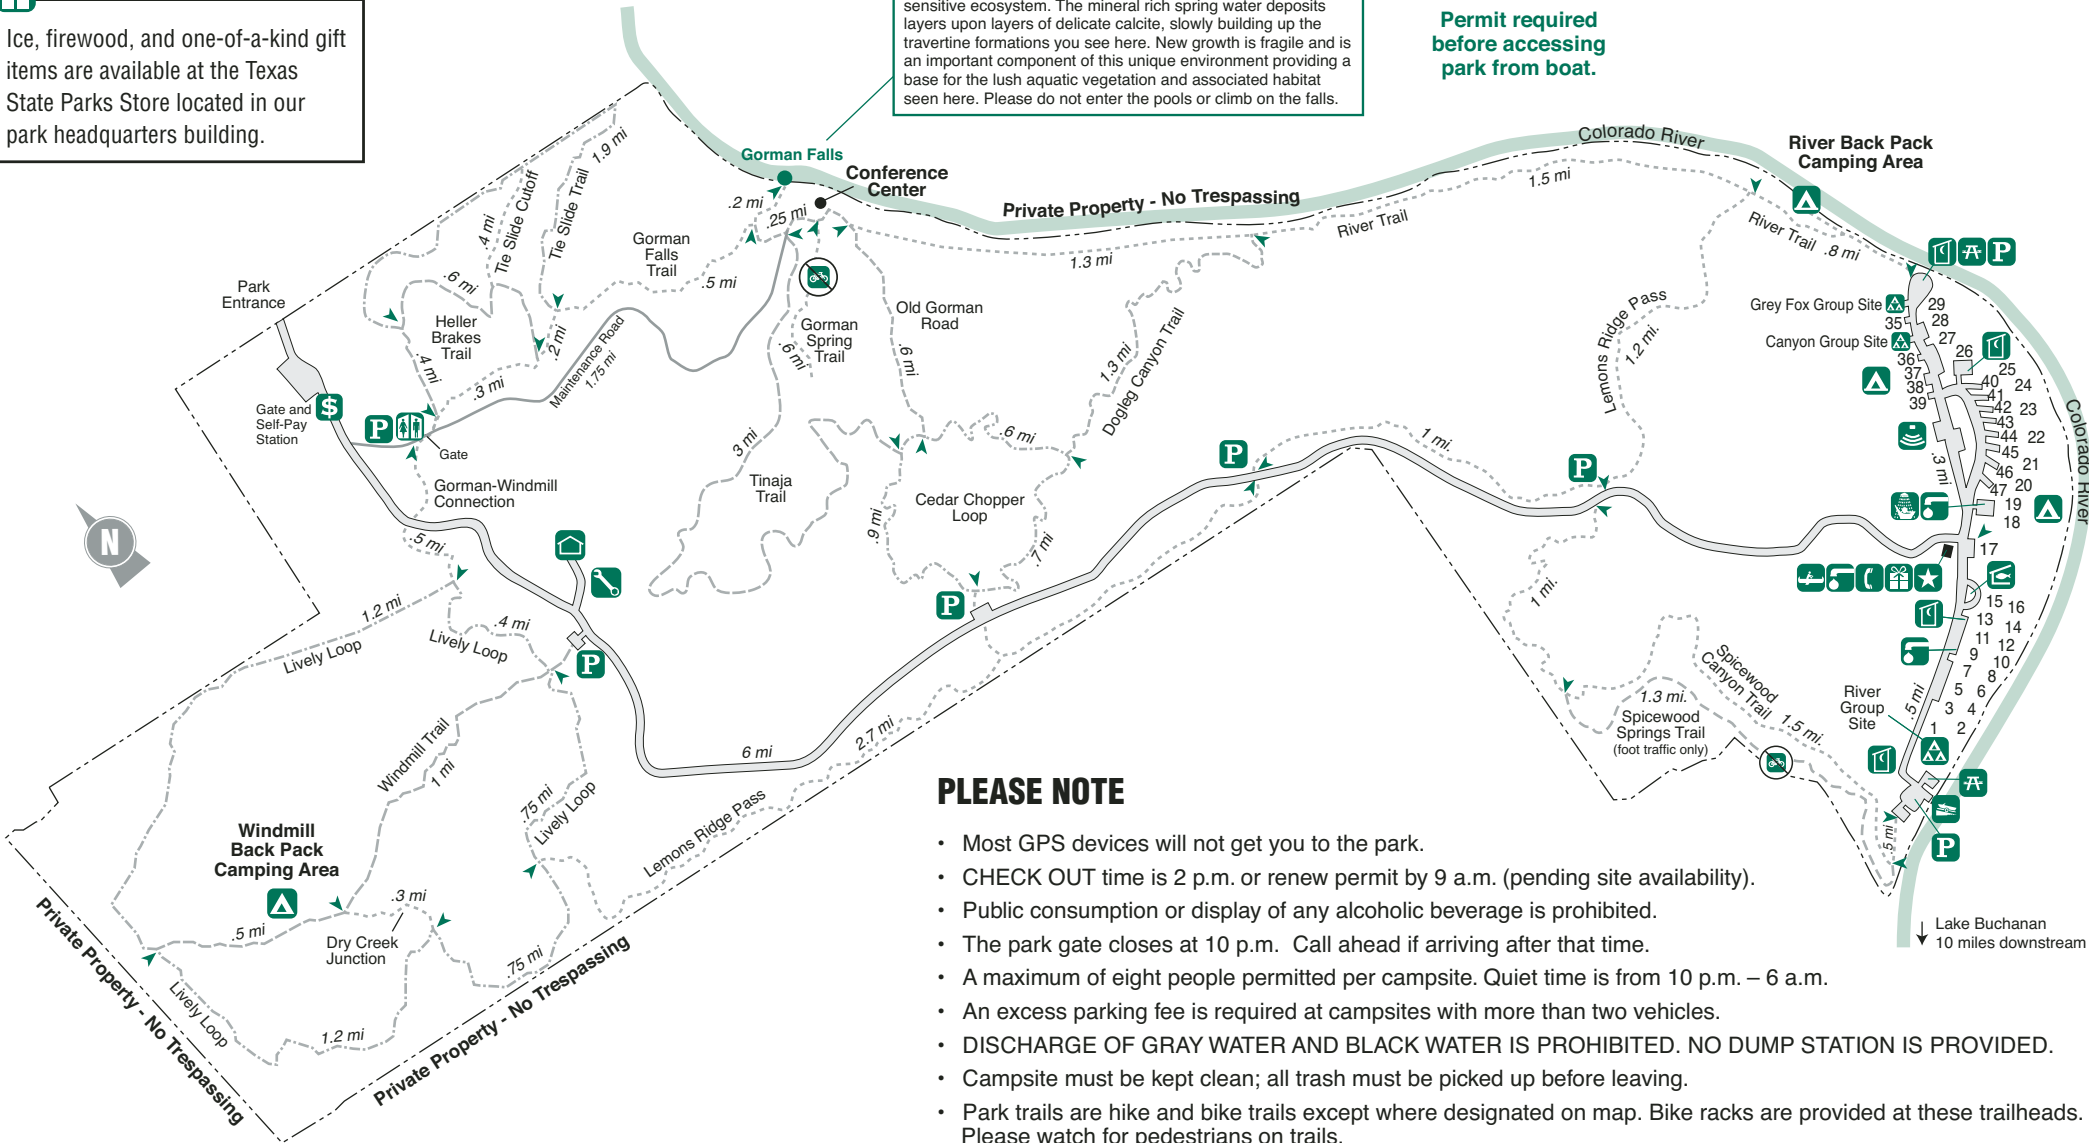 Ice, firewood, and one-of-a-kind gift
items are available at the Texas
State Parks Store located in our
park headquarters building.
sensitive ecosystem. The mineral rich spring water deposits
layers upon layers of delicate calcite, slowly building up the
travertine formations you see here. New growth is fragile and is
an important component of this unique environment providing a
base for the lush aquatic vegetation and associated habitat
seen here. Please do not enter the pools or climb on the falls.
Permit required
before accessing
park from boat.
Colorado River
River Back Pack
Camping Area
Gorman Falls
Conference
Center
Private Property - No Trespassing
1.9 mi
Tie Slide Trail
Tie Slide Cutoff
.4 mi
.2 mi
.25 mi
Gorman
Falls
Trail
.5 mi
.6 mi
Heller
Brakes
Trail
.4 mi
.3 mi
.2 mi
Maintenance Road
1.75 mi
Park
Entrance
Gate and
Self-Pay
Station
$
P
Gate
Gorman-Windmill
Connection
.5 mi
N
Gorman
Spring
Trail
.6 mi
Old Gorman
Road
.6 mi
1.3 mi
River Trail
1.5 mi
River Trail
.8 mi
Dogleg Canyon Trail
1.3 mi
Lemons Ridge Pass
1.2 mi.
3 mi
Tinaja
Trail
Cedar Chopper
Loop
.6 mi
.9 mi
.7 mi
P
P
P
1 mi.
1.2 mi
Lively Loop
.4 mi
Lively Loop
P
6 mi
2.7 mi
Lemons Ridge Pass
Windmill Trail
1 mi
.75 mi
Lively Loop
Windmill
Back Pack
Camping Area
.5 mi
.3 mi
Dry Creek
Junction
.75 mi
Lively Loop
1.2 mi
Private Property - No Trespassing
Private Property - No Trespassing
1 mi.
1.3 mi.
Spicewood
Springs Trail
(foot traffic only)
Spicewood
Canyon Trail
1.5 mi.
.5 mi
P
Grey Fox Group Site
29
35
28
Canyon Group Site
27
36
26
37
25
38
40
24
39
41
42
23
43
44
22
45
21
46
.3 mi
20
47
19
18
17
Colorado River
15
16
13
14
11
12
9
10
7
8
5
6
3
4
1
2
.5 mi
River
Group
Site
P
Lake Buchanan
10 miles downstream
PLEASE NOTE
• Most GPS devices will not get you to the park.
• CHECK OUT time is 2 p.m. or renew permit by 9 a.m. (pending site availability).
• Public consumption or display of any alcoholic beverage is prohibited.
• The park gate closes at 10 p.m. Call ahead if arriving after that time.
• A maximum of eight people permitted per campsite. Quiet time is from 10 p.m. – 6 a.m.
• An excess parking fee is required at campsites with more than two vehicles.
• DISCHARGE OF GRAY WATER AND BLACK WATER IS PROHIBITED. NO DUMP STATION IS PROVIDED.
• Campsite must be kept clean; all trash must be picked up before leaving.
• Park trails are hike and bike trails except where designated on map. Bike racks are provided at these trailheads.
Please watch for pedestrians on trails.